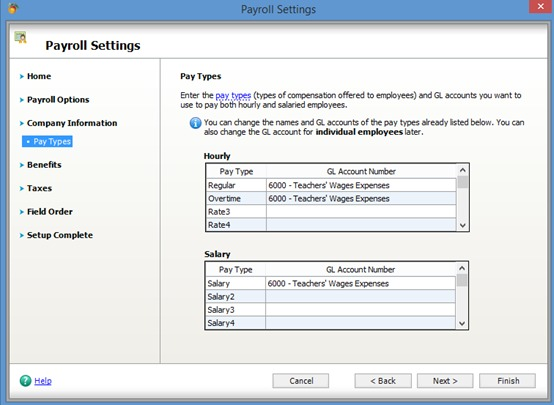 Payroll Settings
Payroll Settings
Home
Payroll Options
Company Information
Pay Types
Benefits
Taxes
Field Order
Setup Complete
Pay Types
Enter the pay types (types of compensation offered to employees) and GL accounts you want
to use to pay both hourly and salaried employees.
You can change the names and GL accounts of the pay types already listed below. You can
also change the GL account for individual employees later.
Hourly
Pay Type GL Account Number
Regular 6000 - Teachers' Wages Expenses
Overtime 6000 - Teachers' Wages Expenses
Rate3
Rate4
Salary
Pay Type GL Account Number
Salary 6000 - Teachers' Wages Expenses
Salary2
Salary3
Salary4
Help
Cancel
< Back
Next >
Finish